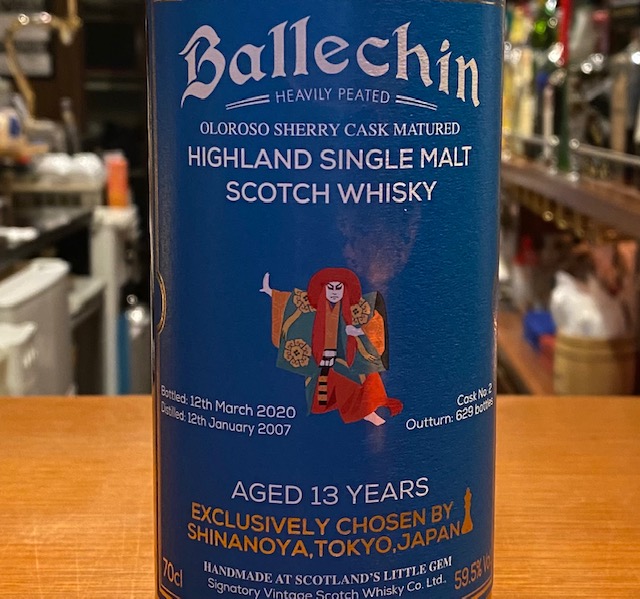 Ballechin
HEAVILY PEATED
OLOROSO SHERRY CASK MATURED
HIGHLAND SINGLE MALT
SCOTCH WHISKY
Bottled: 12th March 2020
Distilled: 12th January 2007
Cask No. 2
Outturn: 629 bottles
AGED 13 YEARS
EXCLUSIVELY CHOSEN BY
SHINANOYA,TOKYO,JAPAN
HANDMADE AT SCOTLAND'S LITTLE GEM
70cl
Signatory Vintage Scotch Whisky Co. Ltd..
59.5% Vol